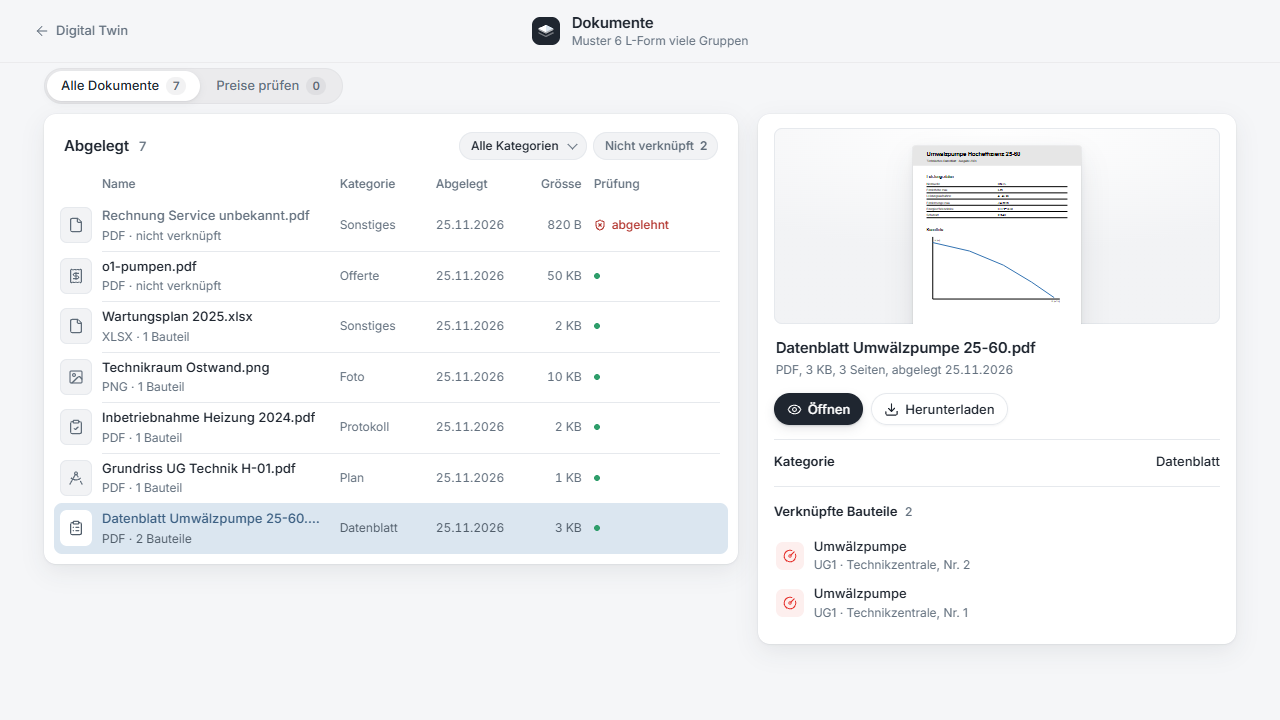 Digital Twin
Dokumente
Muster 6 L-Form viele Gruppen
Alle Dokumente 7
Preise prüfen 0
Abgelegt 7
Alle Kategorien
Nicht verknüpft 2
Name Kategorie Abgelegt Grösse Prüfung
Rechnung Service unbekannt.pdf
PDF · nicht verknüpft
Sonstiges 25.11.2026 820 B abgelehnt
o1-pumpen.pdf
PDF · nicht verknüpft
Offerte 25.11.2026 50 KB
Wartungsplan 2025.xlsx
XLSX · 1 Bauteil
Sonstiges 25.11.2026 2 KB
Technikraum Ostwand.png
PNG · 1 Bauteil
Foto 25.11.2026 10 KB
Inbetriebnahme Heizung 2024.pdf
PDF · 1 Bauteil
Protokoll 25.11.2026 2 KB
Grundriss UG Technik H-01.pdf
PDF · 1 Bauteil
Plan 25.11.2026 1 KB
Datenblatt Umwälzpumpe 25-60....
PDF · 2 Bauteile
Datenblatt 25.11.2026 3 KB
Umwälzpumpe Hocheffizienz 25-60
Datenblatt Umwälzpumpe 25-60.pdf
PDF, 3 KB, 3 Seiten, abgelegt 25.11.2026
Öffnen
Herunterladen
Kategorie Datenblatt
Verknüpfte Bauteile 2
Umwälzpumpe
UG1 · Technikzentrale, Nr. 2
Umwälzpumpe
UG1 · Technikzentrale, Nr. 1